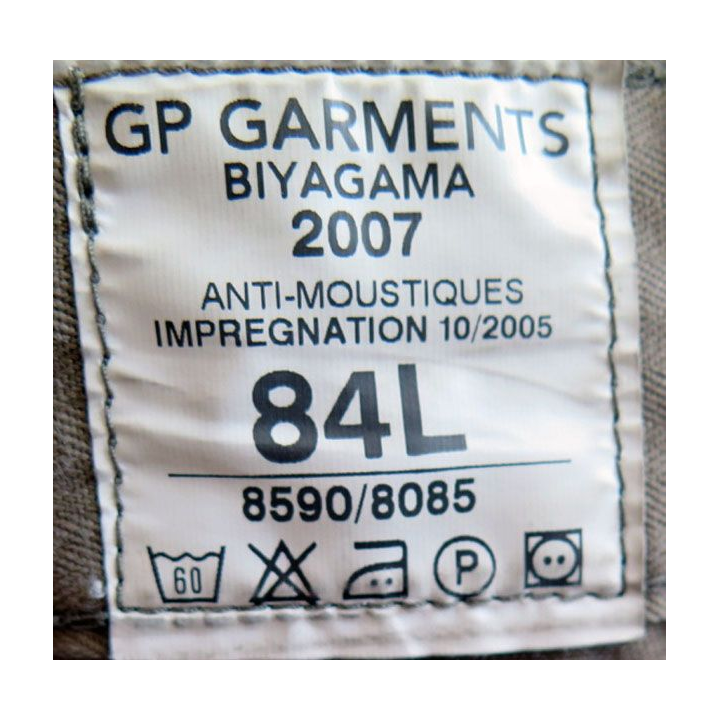 GP GARMENTS
BIYAGAMA
2007
ANTI-MOUSTIQUES
IMPREGNATION 10/2005
84L
8590/8085
60 P